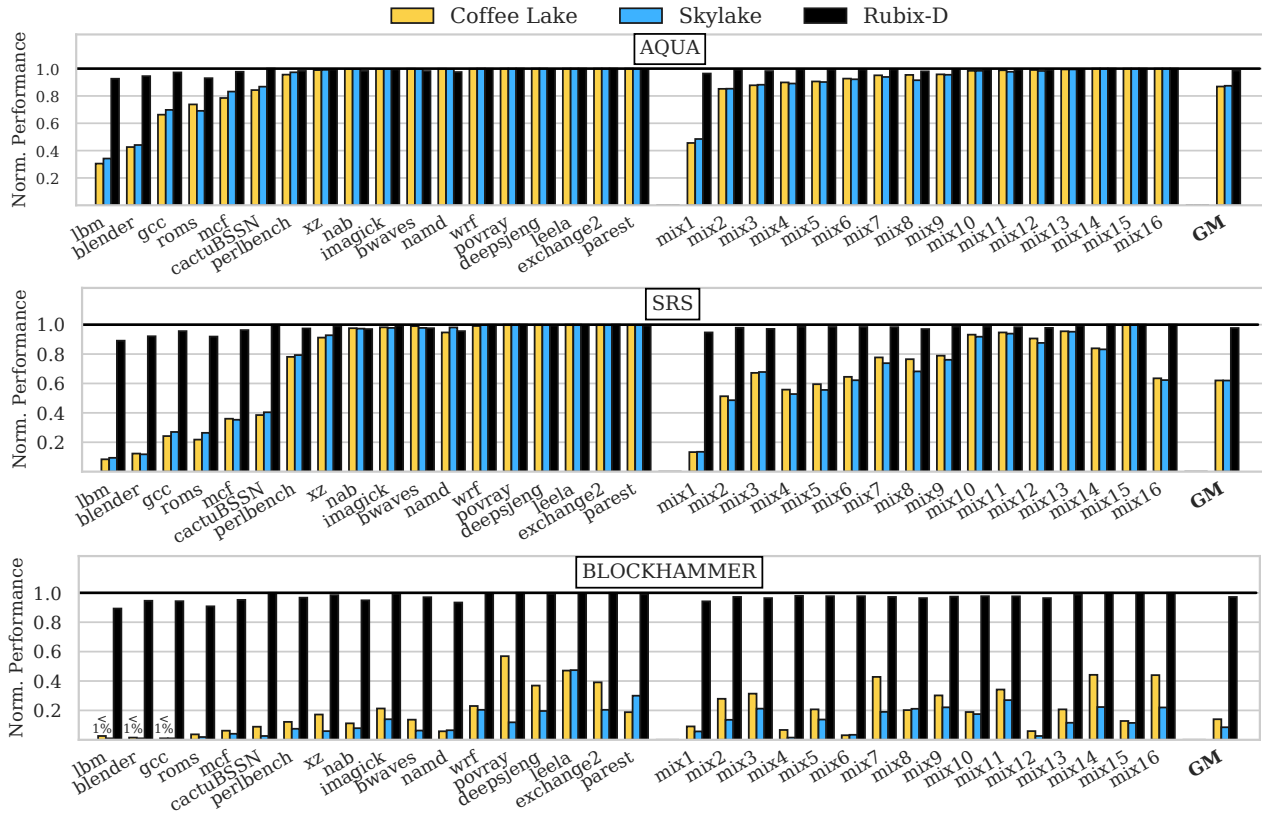 Coffee Lake Skylake Rubix-D
AQUA
Norm. Performance
1.0
0.8
0.6
0.4
0.2
lbm blender gcc roms mcf cactuBSSN perlbench xz nab imagick bwaves namd wrf povray deepsjeng leela exchange2 parest mix1 mix2 mix3 mix4 mix5 mix6 mix7 mix8 mix9 mix10 mix11 mix12 mix13 mix14 mix15 mix16 GM
SRS
Norm. Performance
1.0
0.8
0.6
0.4
0.2
lbm blender gcc roms mcf cactuBSSN perlbench xz nab imagick bwaves namd wrf povray deepsjeng leela exchange2 parest mix1 mix2 mix3 mix4 mix5 mix6 mix7 mix8 mix9 mix10 mix11 mix12 mix13 mix14 mix15 mix16 GM
BLOCKHAMMER
Norm. Performance
1.0
0.8
0.6
0.4
0.2
< < <
1% 1% 1%
lbm blender gcc roms mcf cactuBSSN perlbench xz nab imagick bwaves namd wrf povray deepsjeng leela exchange2 parest mix1 mix2 mix3 mix4 mix5 mix6 mix7 mix8 mix9 mix10 mix11 mix12 mix13 mix14 mix15 mix16 GM